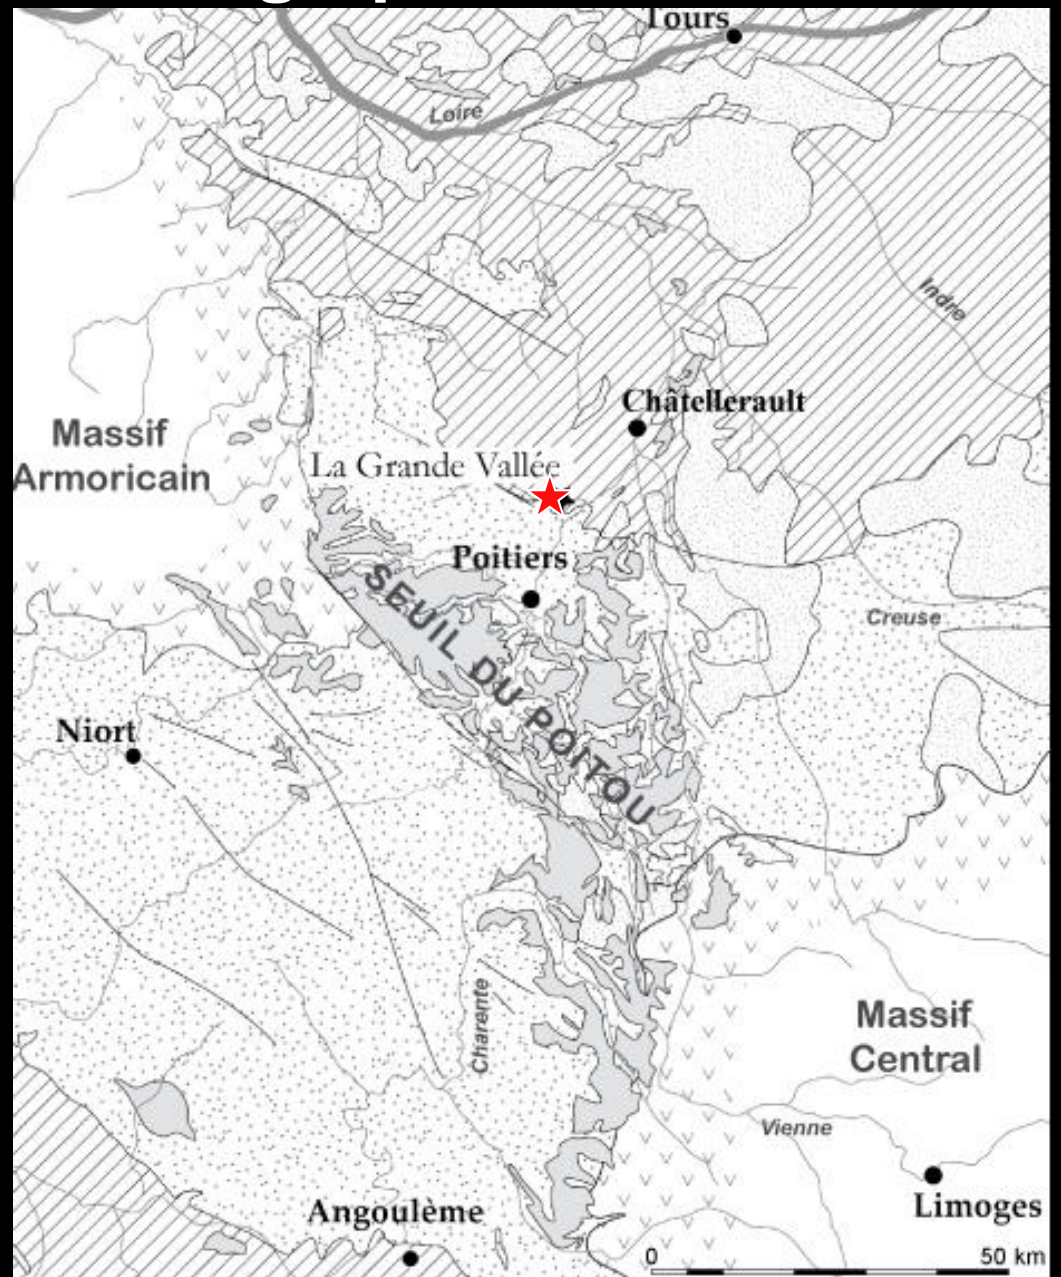 Tours
Loire
Indre
Châtellerault
Massif
Armoricain
La Grande Vallée
Poitiers
SEUIL DU POITOU
Creuse
Niort
Charente
Massif
Central
Vienne
Limoges
Angoulême
0 50 km